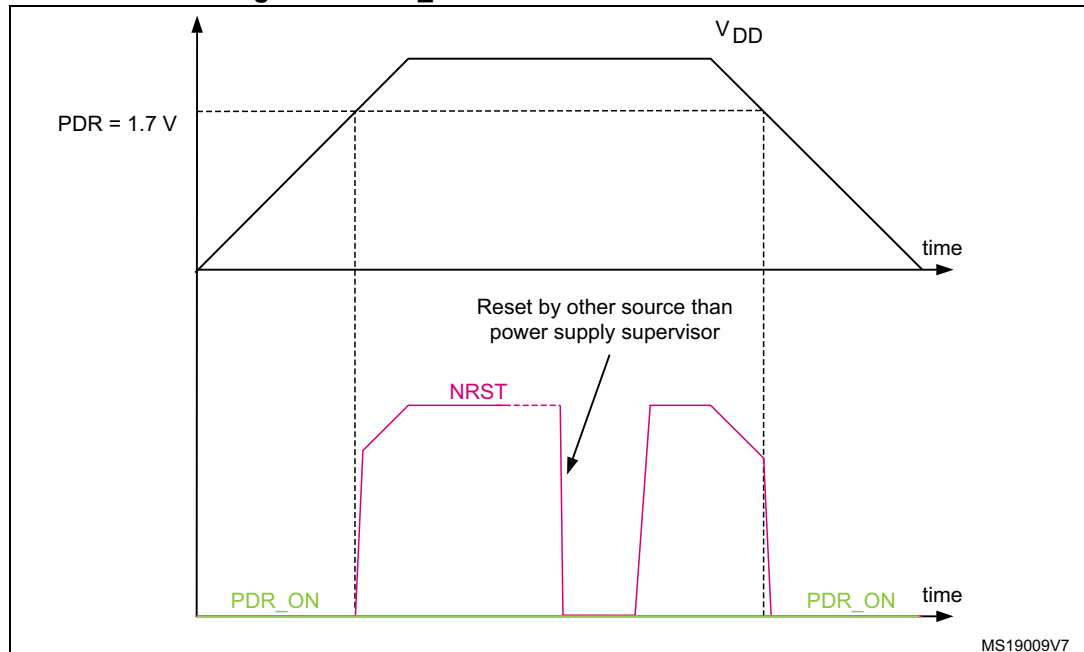 V DD
PDR = 1.7 V
time
Reset by other source than
power supply supervisor
NRST
PDR_ON
PDR_ON
time
MS19009V7